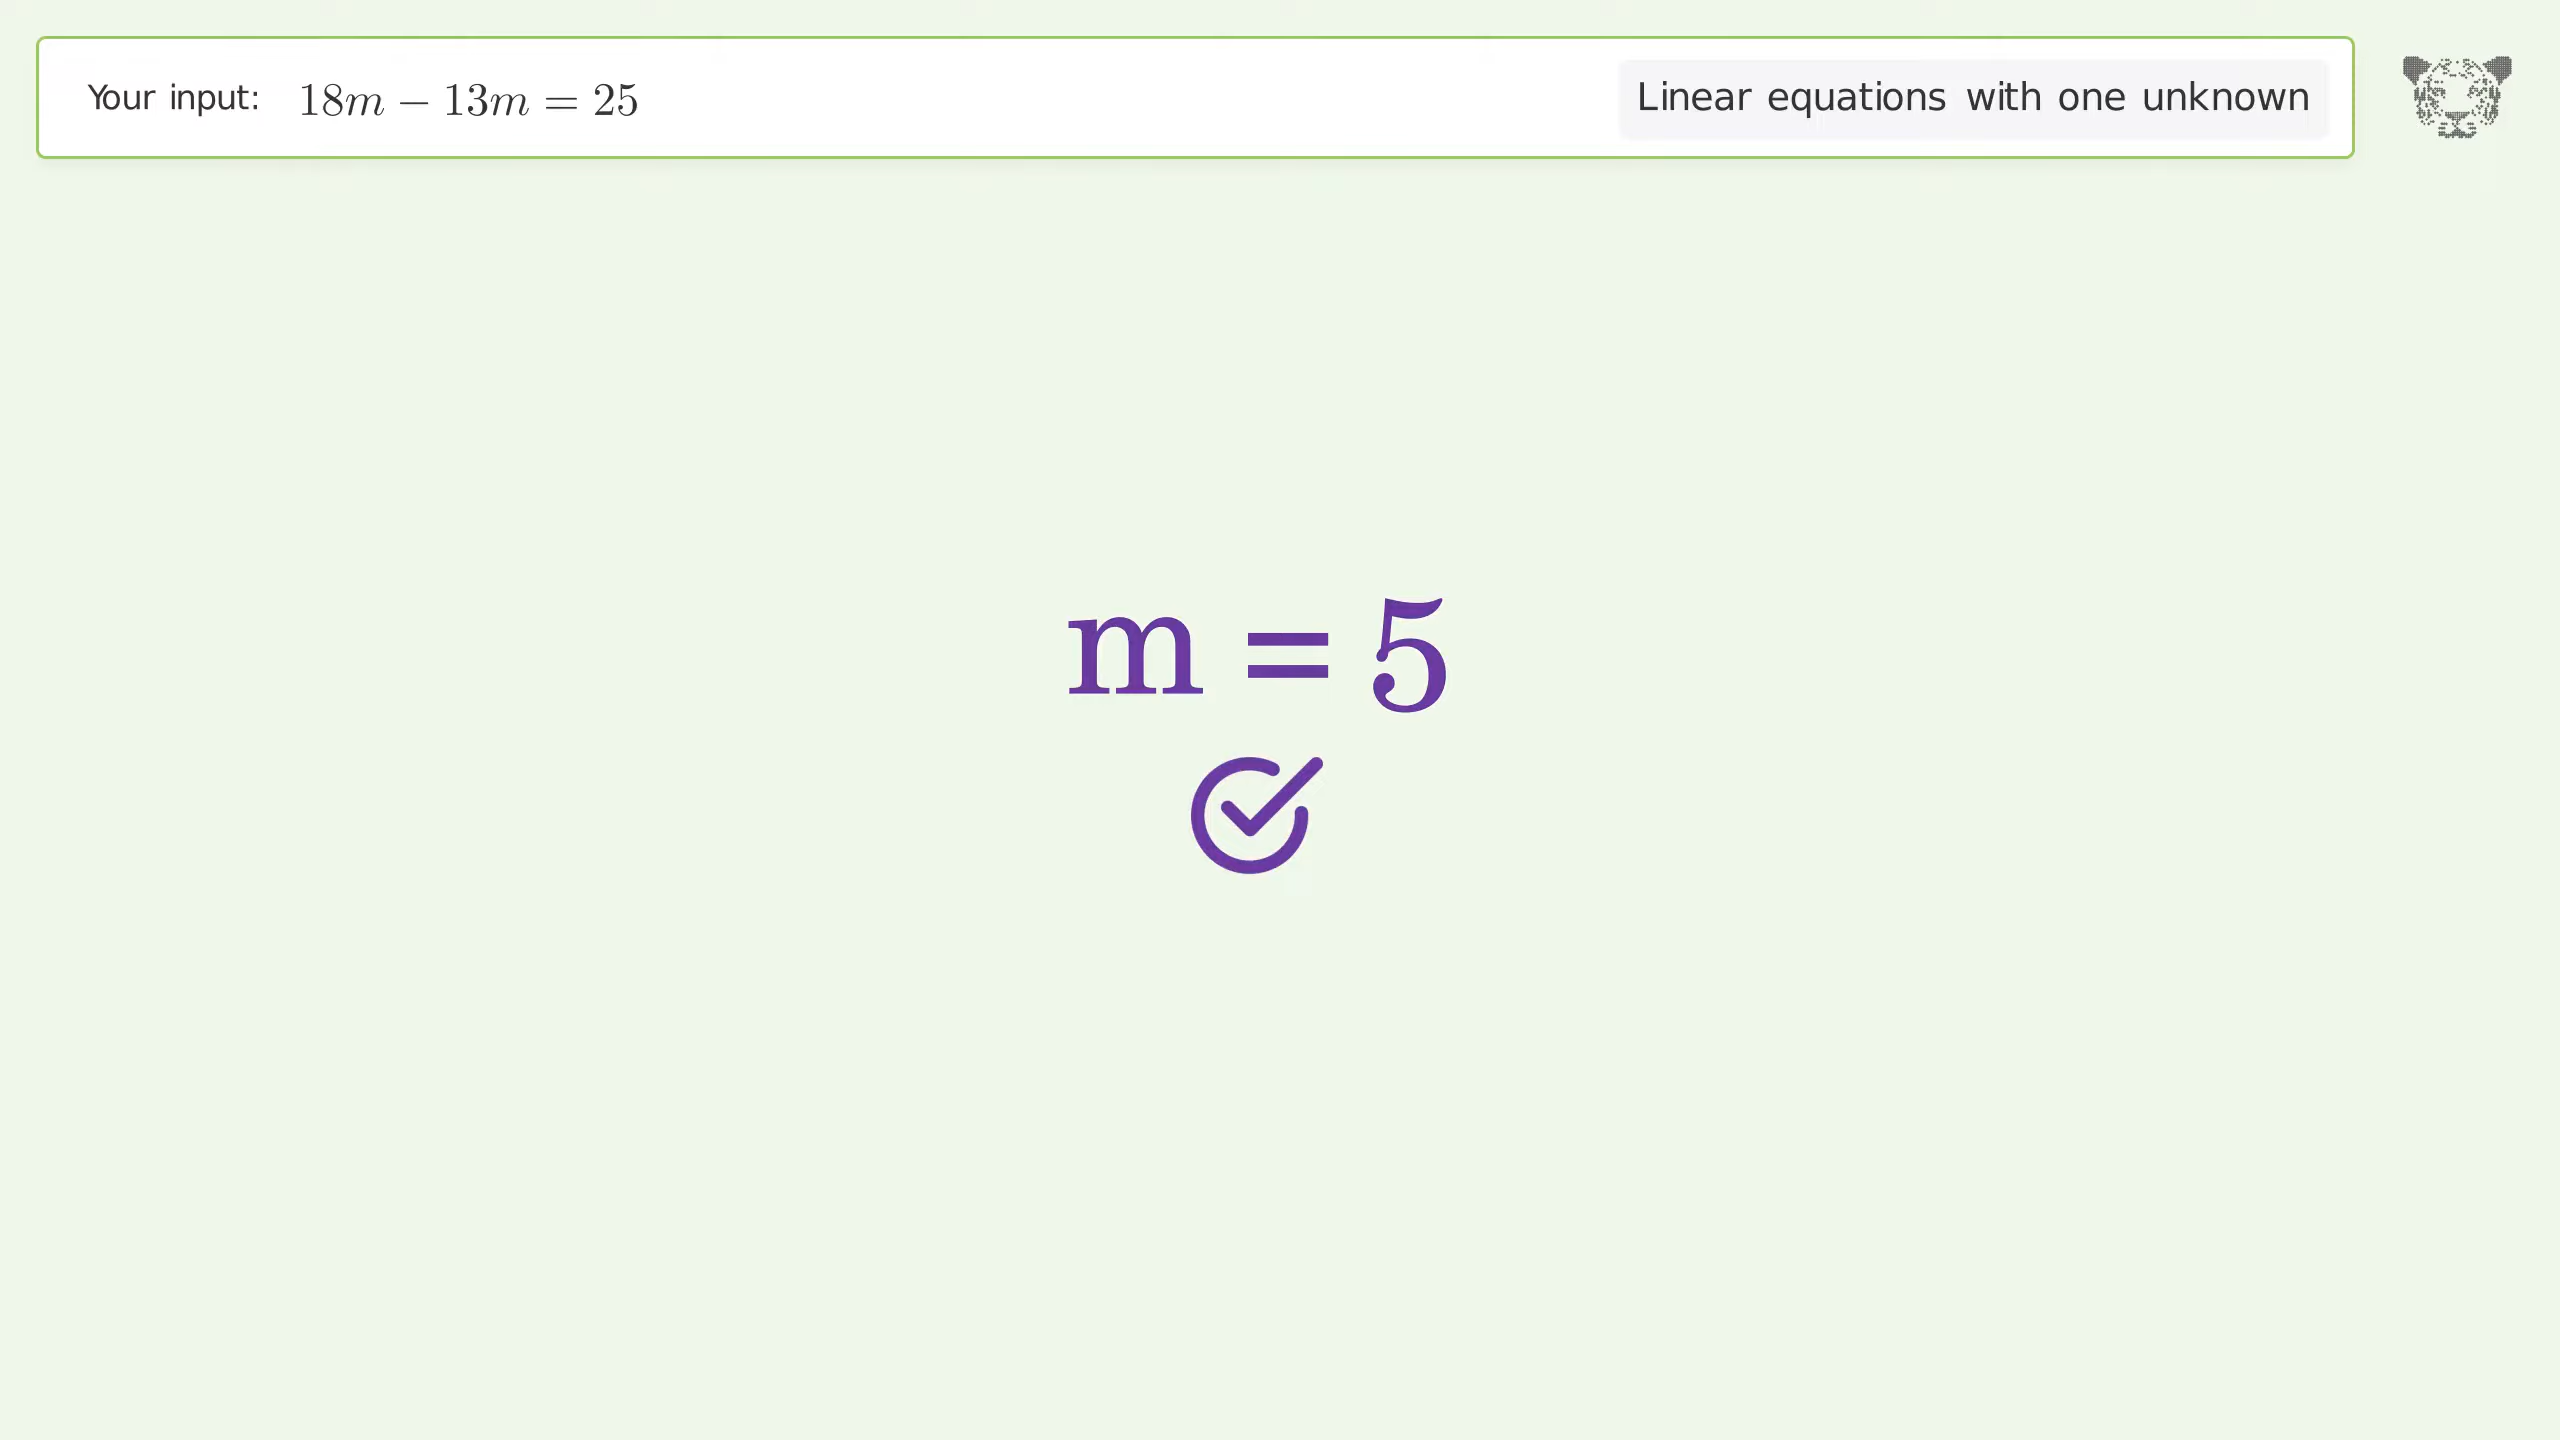 Your input: 18m − 13m = 25
Linear equations with one unknown
m = 5